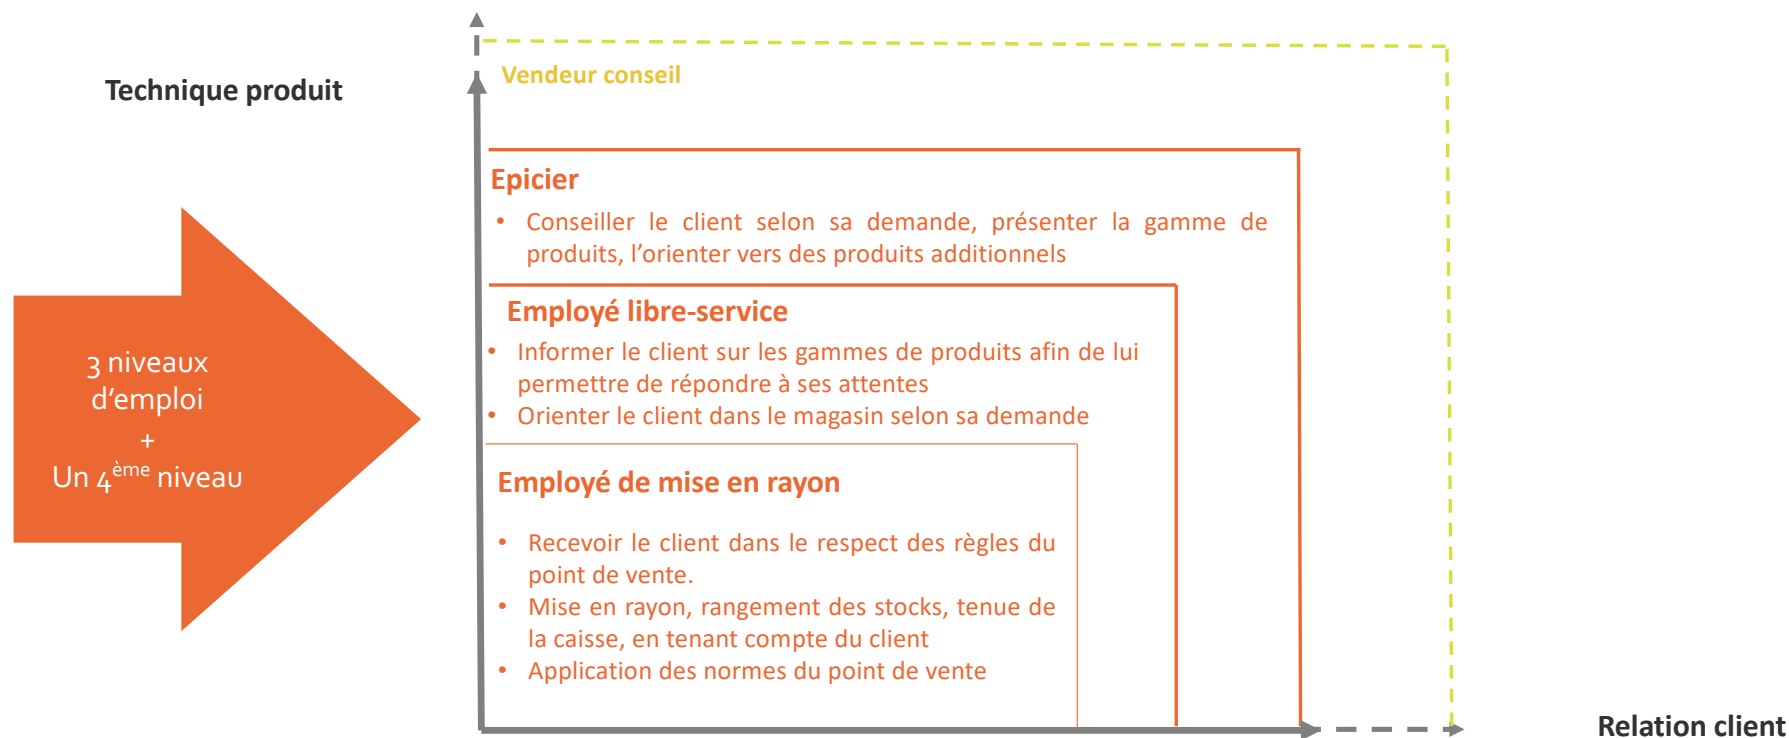 Technique produit
Vendeur conseil
Epicier
• Conseiller le client selon sa demande, présenter la gamme de
produits, l’orienter vers des produits additionnels
Employé libre-service
• Informer le client sur les gammes de produits afin de lui
permettre de répondre à ses attentes
• Orienter le client dans le magasin selon sa demande
3 niveaux
d’emploi
+
Un 4ème niveau
Employé de mise en rayon
• Recevoir le client dans le respect des règles du
point de vente.
• Mise en rayon, rangement des stocks, tenue de
la caisse, en tenant compte du client
• Application des normes du point de vente
Relation client